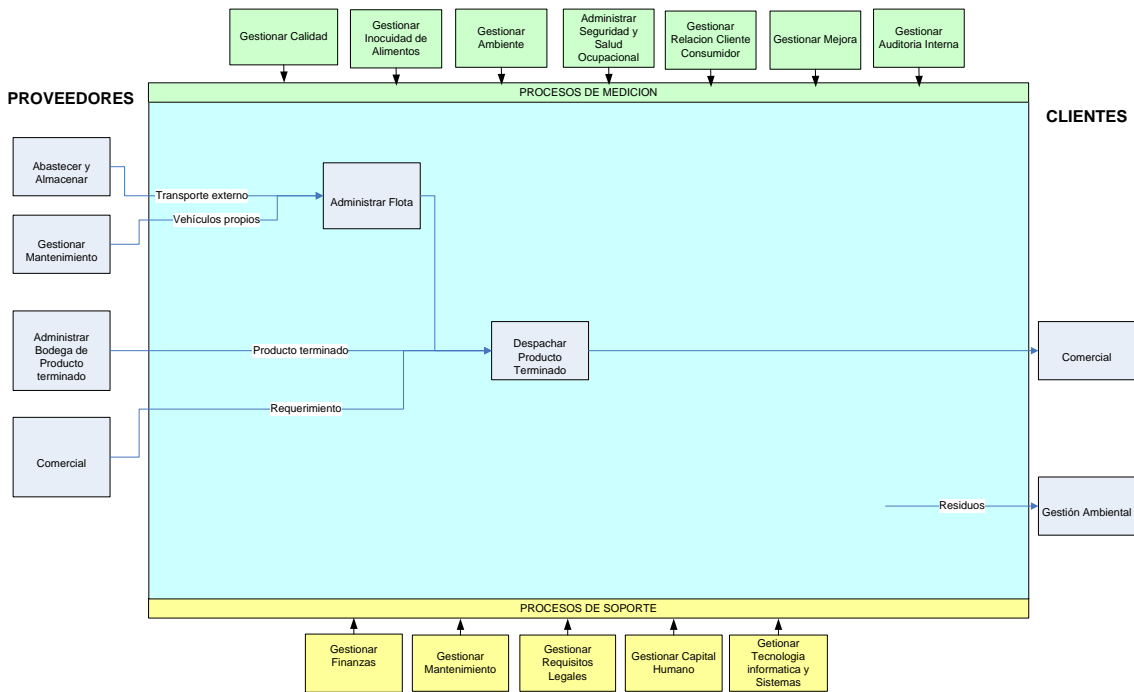 Gestionar Calidad
Gestionar
Inocuidad de
Alimentos
Gestionar
Ambiente
Administrar
Seguridad y
Salud
Ocupacional
Gestionar
Relacion Cliente
Consumidor
Gestionar Mejora
Gestionar
Auditoria Interna
PROVEEDORES
PROCESOS DE MEDICION
CLIENTES
Abastecer y
Almacenar
Transporte externo
Vehículos propios
Administrar Flota
Gestionar
Mantenimiento
Administrar
Bodega de
Producto
terminado
Producto terminado
Despachar
Producto
Terminado
Comercial
Requerimiento
Comercial
Residuos
Gestión Ambiental
PROCESOS DE SOPORTE
Gestionar
Finanzas
Gestionar
Mantenimiento
Gestionar
Requisitos
Legales
Gestionar Capital
Humano
Getionar
Tecnologia
informatica y
Sistemas